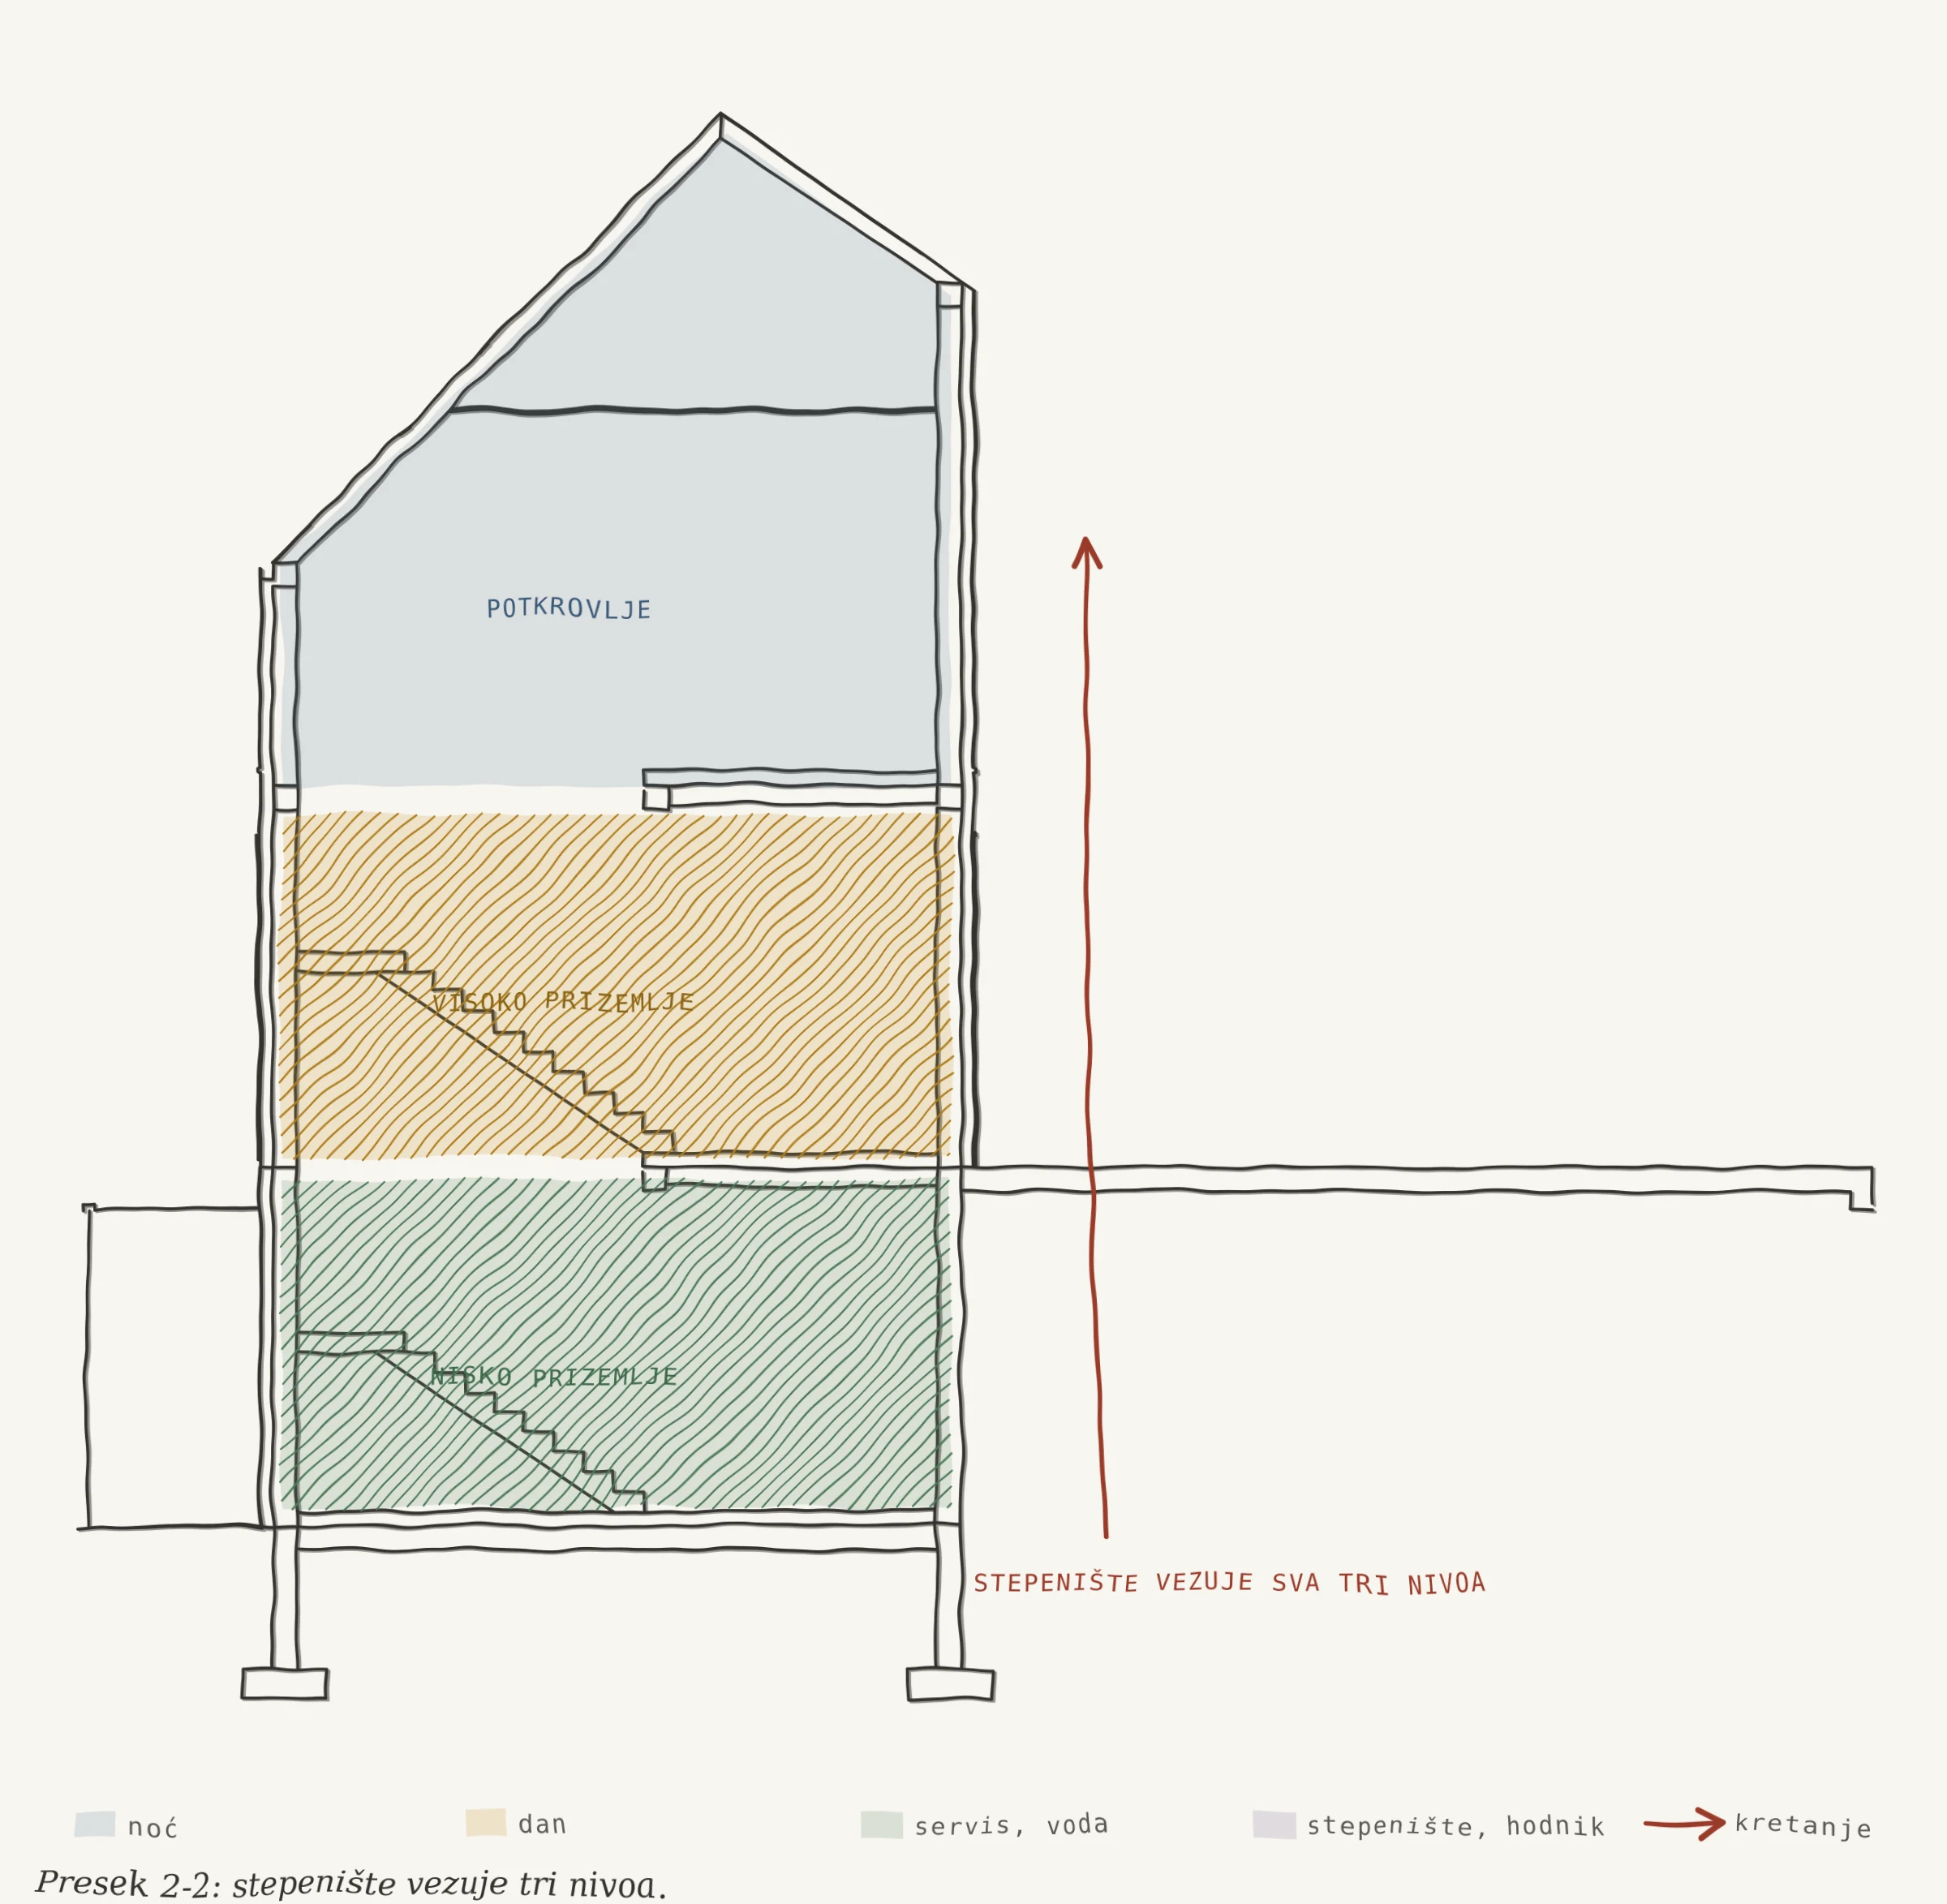 POTKROVLJE
VISOKO PRIZEMLJE
NISKO PRIZEMLJE
STEPENIŠTE VEZUJE SVA TRI NIVOA
noć
dan
servis, voda
stepenište, hodnik
kretanje
Presek 2-2: stepenište vezuje tri nivoa.